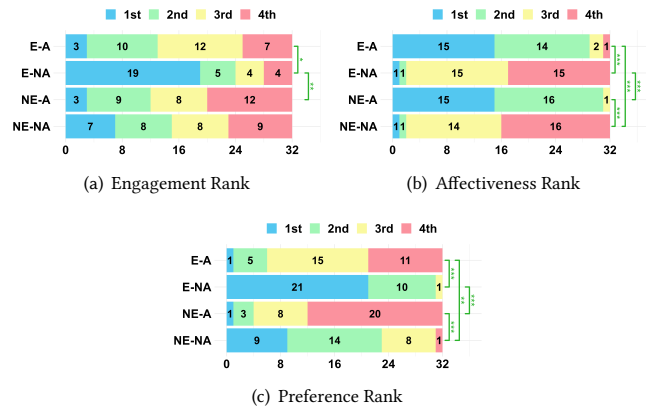 1st 2nd 3rd 4th
E-A 3 10 12 7
E-NA 19 5 4 4
NE-A 3 9 8 12
NE-NA 7 8 8 9
0 8 16 24 32
* **
(a) Engagement Rank
1st 2nd 3rd 4th
E-A 15 14 2 1
E-NA 1 1 15 15
NE-A 15 16 1
NE-NA 1 1 14 16
0 8 16 24 32
*** *** *** ***
(b) Affectiveness Rank
1st 2nd 3rd 4th
E-A 1 5 15 11
E-NA 21 10 1
NE-A 1 3 8 20
NE-NA 9 14 8 1
0 8 16 24 32
*** *** ** ***
(c) Preference Rank